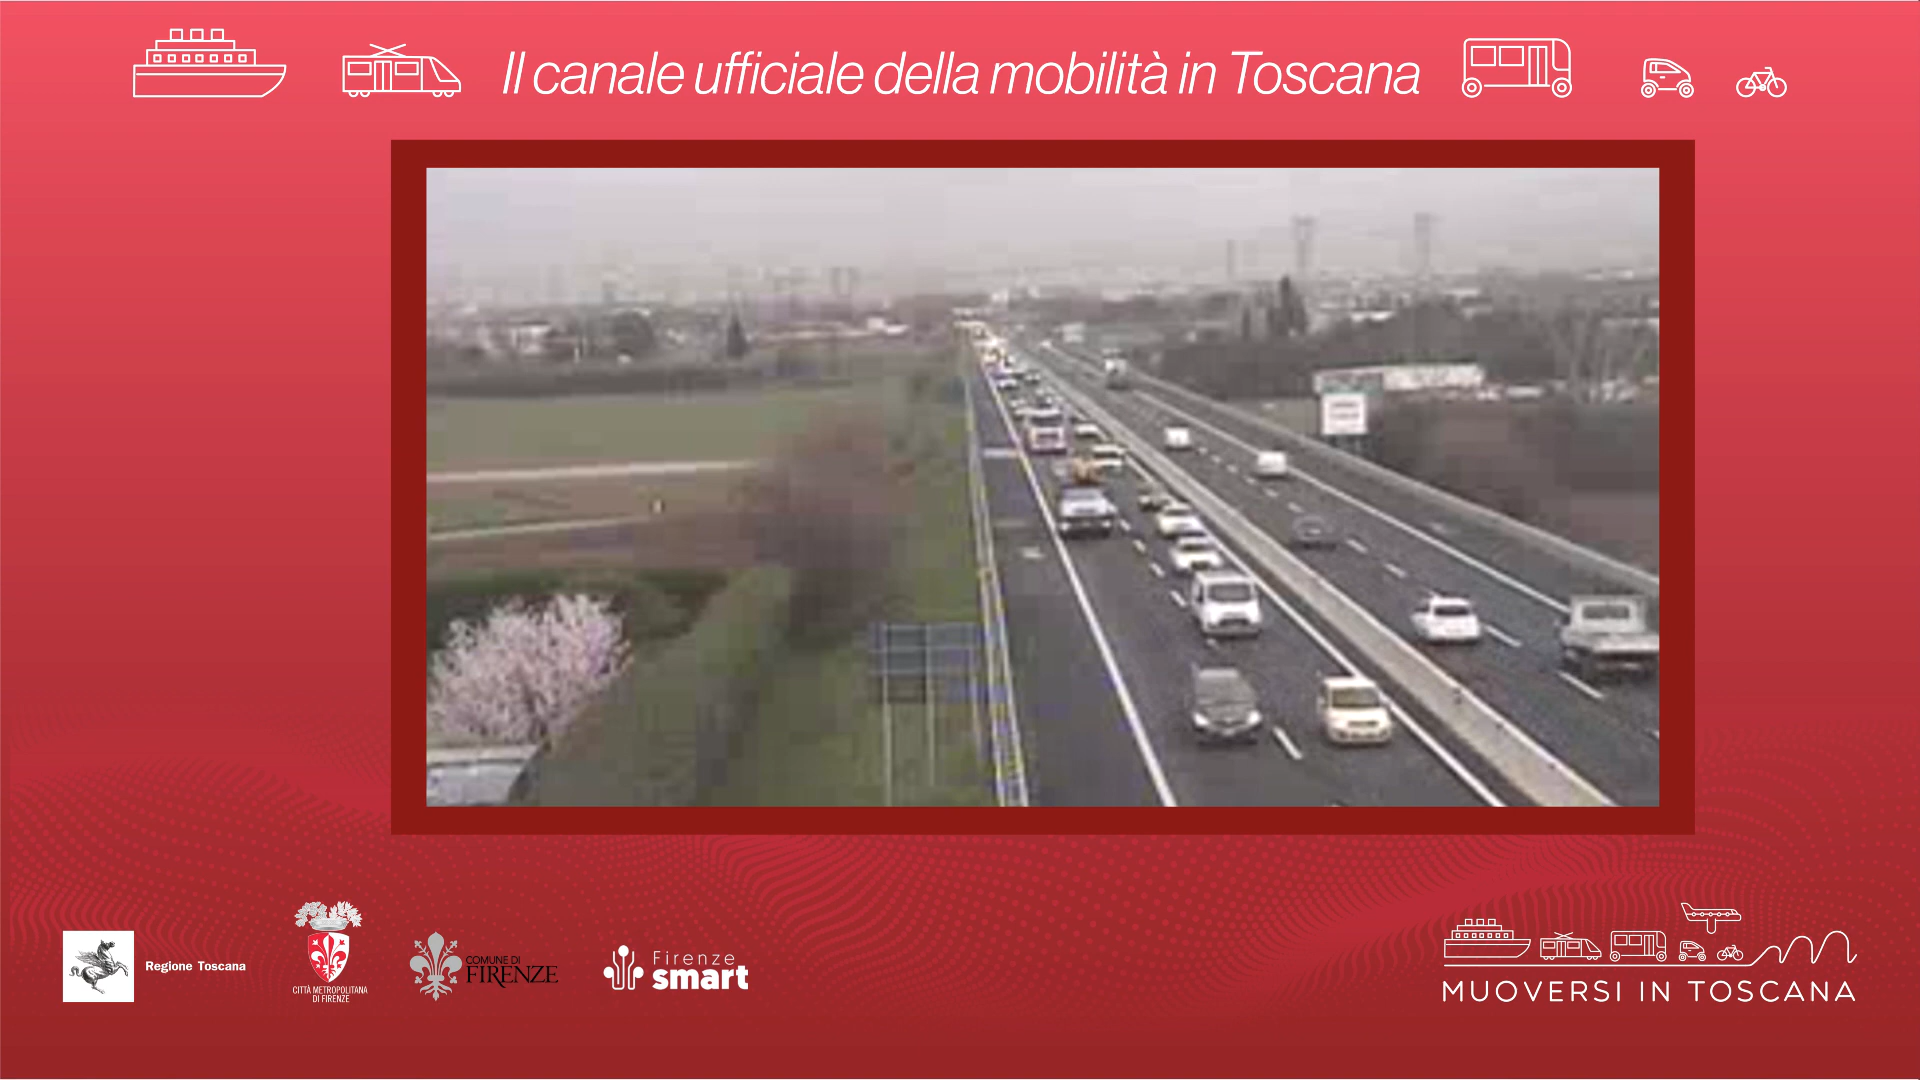 Il canale ufficiale della mobilità in Toscana
Regione Toscana
CITTÀ METROPOLITANA
DI FIRENZE
COMUNE DI
FIRENZE
Firenze
smart
MUOVERSI IN TOSCANA